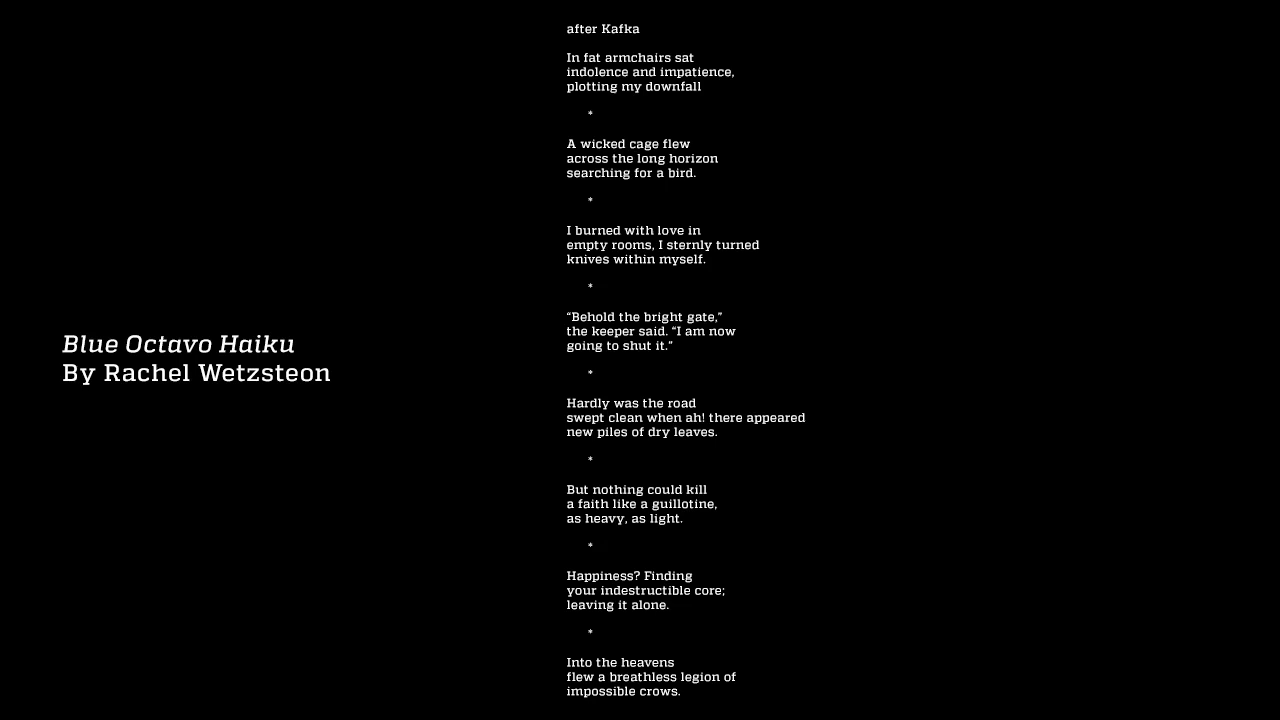 Blue Octavo Haiku
By Rachel Wetzsteon
after Kafka
In fat armchairs sat
indolence and impatience,
plotting my downfall
*
A wicked cage flew
across the long horizon
searching for a bird.
*
I burned with love in
empty rooms, I sternly turned
knives within myself.
*
“Behold the bright gate,”
the keeper said. “I am now
going to shut it.”
*
Hardly was the road
swept clean when ah! there appeared
new piles of dry leaves.
*
But nothing could kill
a faith like a guillotine,
as heavy, as light.
*
Happiness? Finding
your indestructible core;
leaving it alone.
*
Into the heavens
flew a breathless legion of
impossible crows.